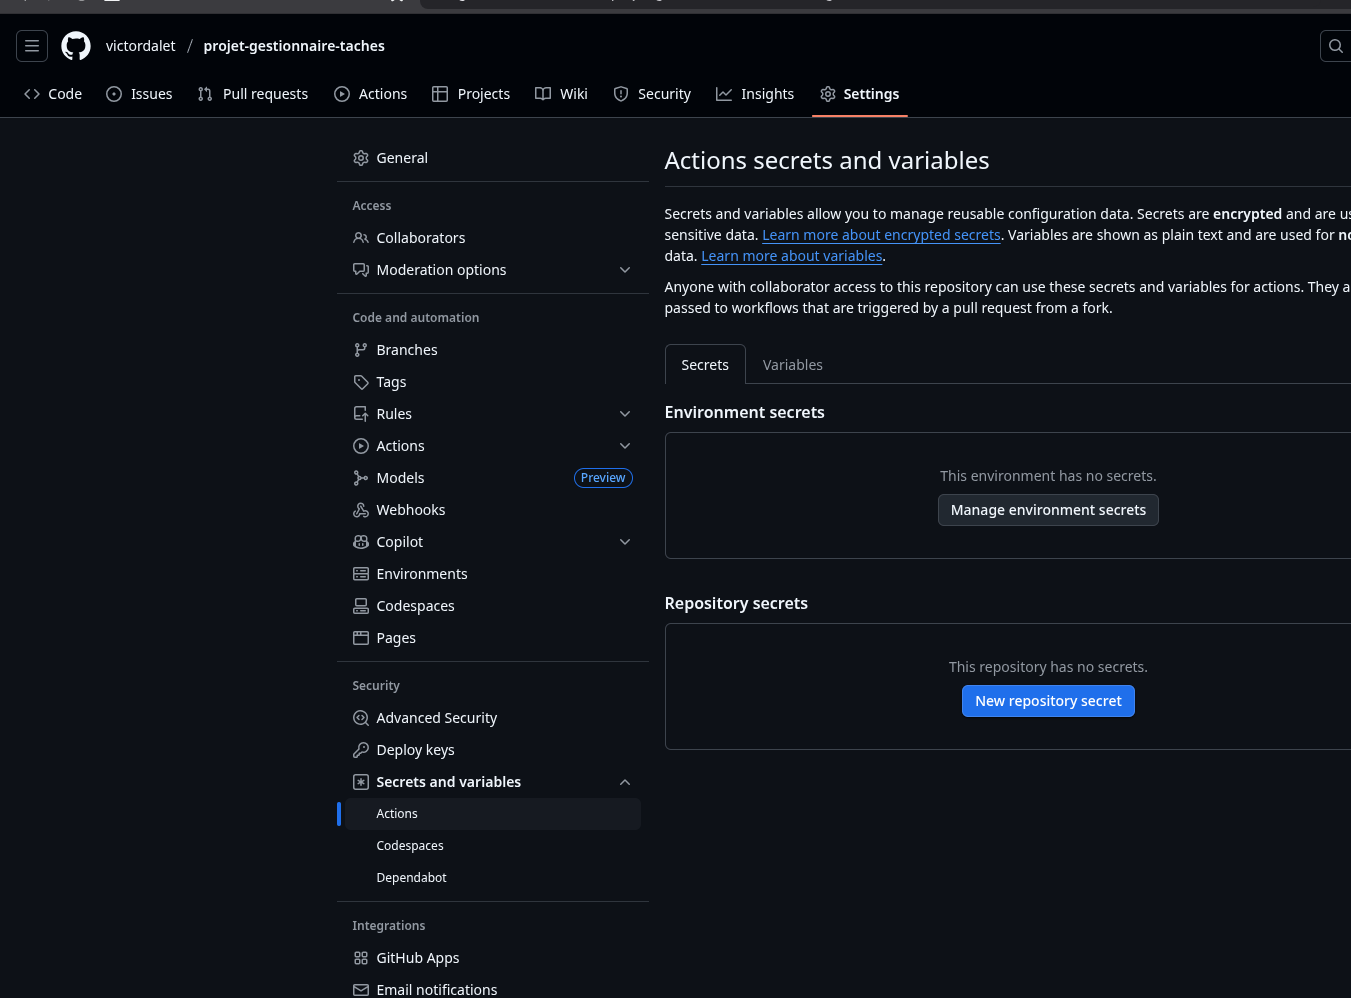 victordalet / projet-gestionnaire-taches
Code Issues Pull requests Actions Projects Wiki Security Insights Settings
General
Access
Collaborators
Moderation options
Code and automation
Branches
Tags
Rules
Actions
Models Preview
Webhooks
Copilot
Environments
Codespaces
Pages
Security
Advanced Security
Deploy keys
Secrets and variables
Actions
Codespaces
Dependabot
Integrations
GitHub Apps
Email notifications
Actions secrets and variables
Secrets and variables allow you to manage reusable configuration data. Secrets are encrypted and are
sensitive data. Learn more about encrypted secrets. Variables are shown as plain text and are used for
data. Learn more about variables.
Anyone with collaborator access to this repository can use these secrets and variables for actions. They
passed to workflows that are triggered by a pull request from a fork.
Secrets Variables
Environment secrets
This environment has no secrets.
Manage environment secrets
Repository secrets
This repository has no secrets.
New repository secret